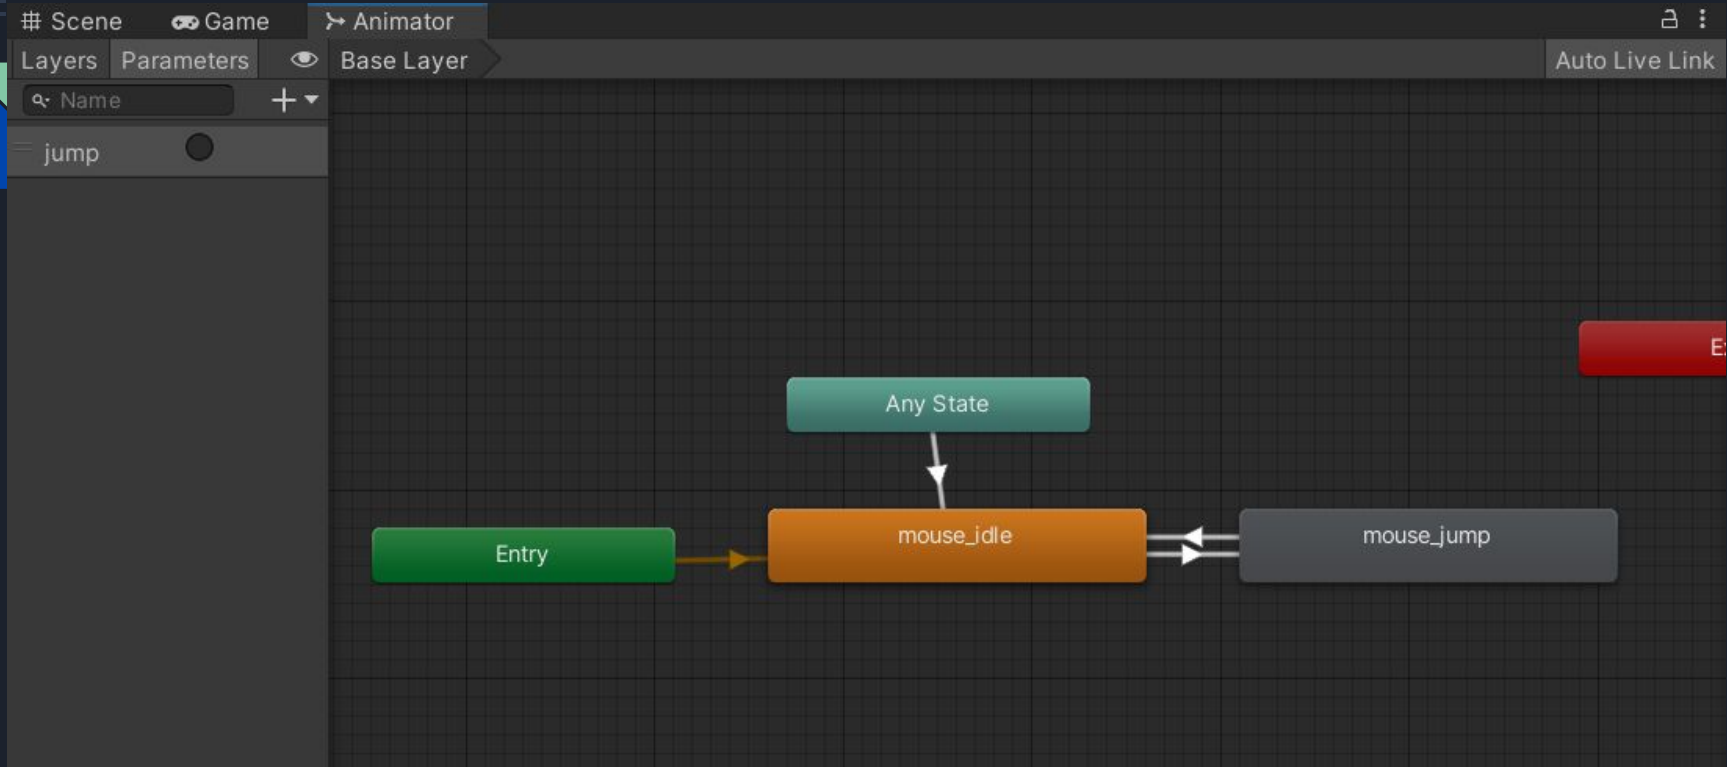 Scene Game Animator
Layers Parameters Base Layer Auto Live Link
Name
jump
Any State
mouse_idle
mouse_jump
Entry